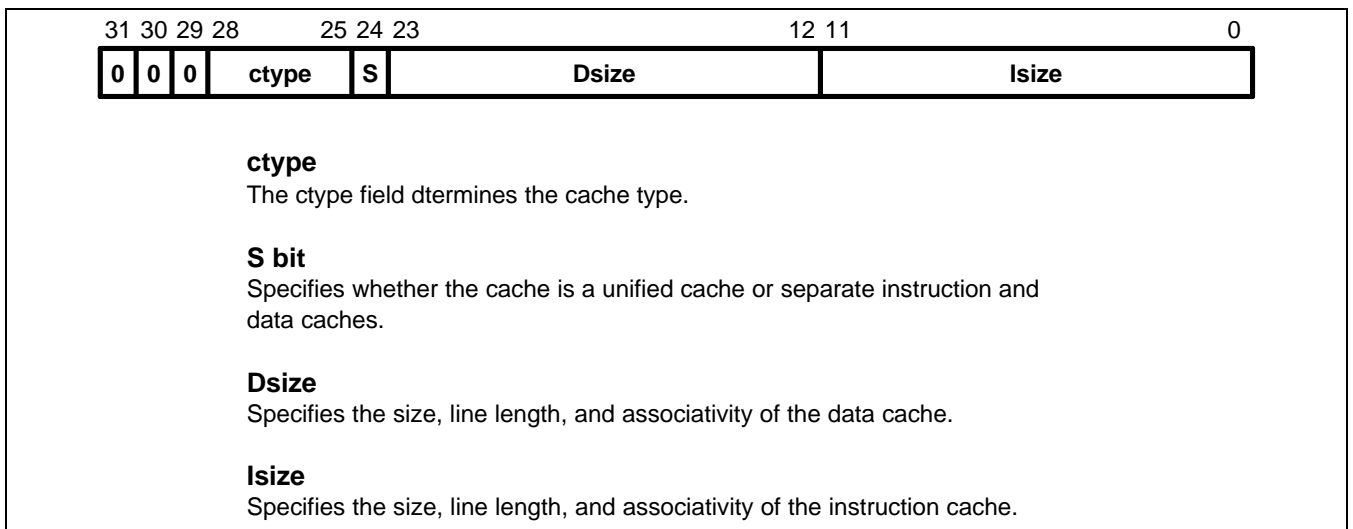 31 30 29 28 25 24 23 12 11 0
0 0 0 ctype S Dsize Isize
ctype
The ctype field dtermines the cache type.
S bit
Specifies whether the cache is a unified cache or separate instruction and
data caches.
Dsize
Specifies the size, line length, and associativity of the data cache.
Isize
Specifies the size, line length, and associativity of the instruction cache.